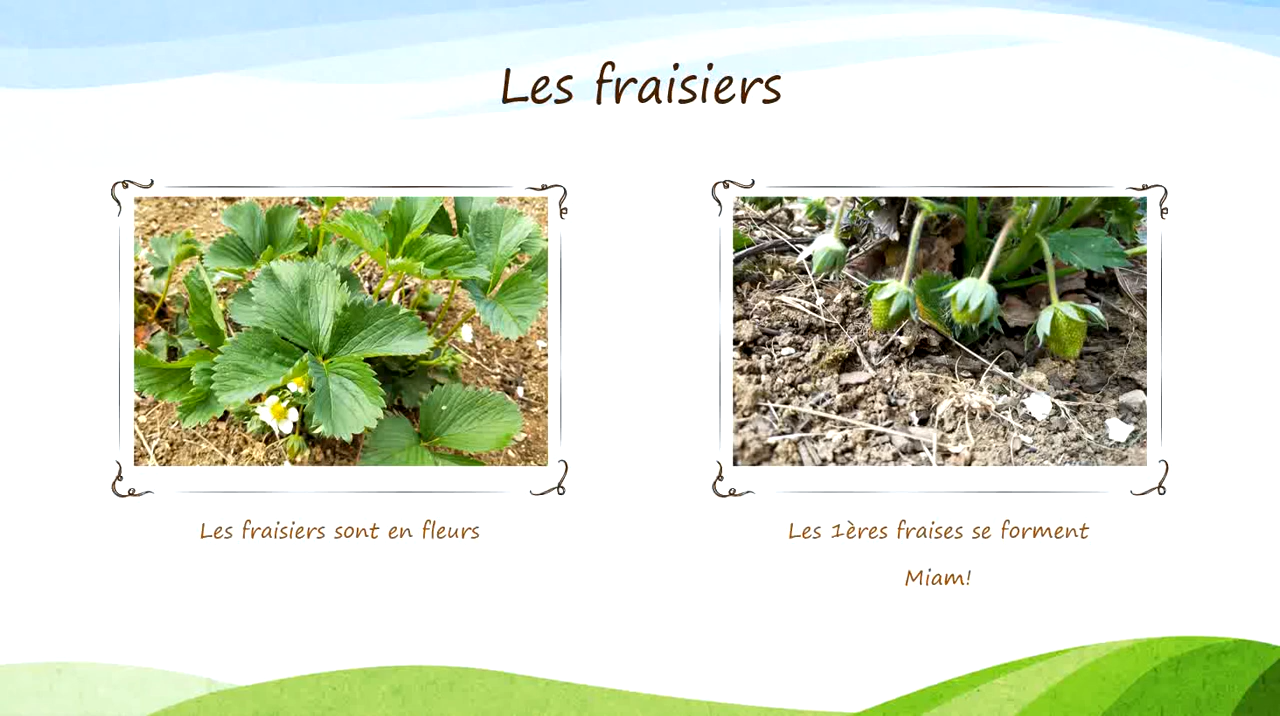 Les fraisiers
Les fraisiers sont en fleurs
Les 1ères fraises se forment
Miam!